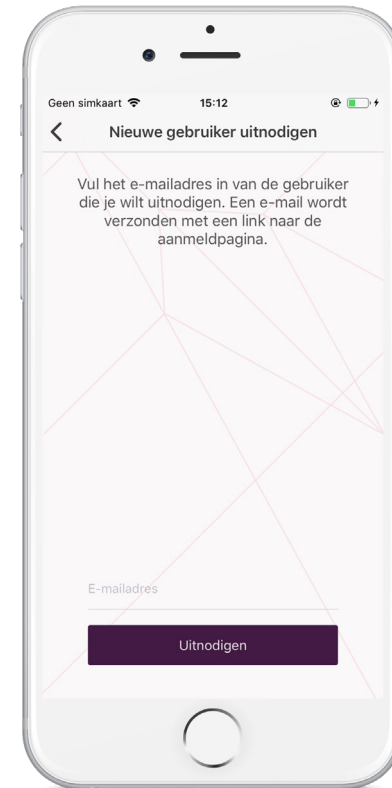 Geen simkaart 15:12
Nieuwe gebruiker uitnodigen
Vul het e-mailadres in van de gebruiker
die je wilt uitnodigen. Een e-mail wordt
verzonden met een link naar de
aanmeldpagina.
E-mailadres
Uitnodigen